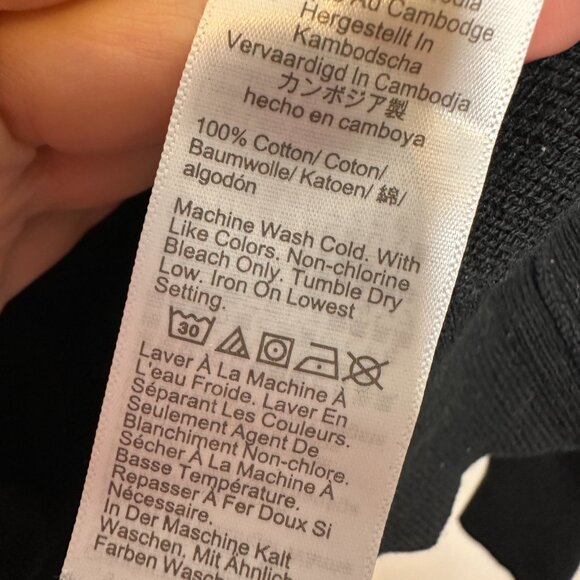 Au Cambodge
Hergestellt In
Kambodscha
Vervaardigd In Cambodja
カンボジア製
hecho en camboya
100% Cotton/ Coton/
Baumwolle/ Katoen/ 綿/
algodón
Machine Wash Cold. With
Like Colors. Non-chlorine
Bleach Only. Tumble Dry
Low. Iron On Lowest
Setting.
30
Laver À La Machine À
L'eau Froide. Laver En
Séparant Les Couleurs.
Seulement Agent De
Blanchiment Non-chlore.
Sécher À La Machine À
Basse Température.
Repasser À Fer Doux Si
Nécessaire.
In Der Maschine Kalt
Waschen. Mit Ähnlich
Farben